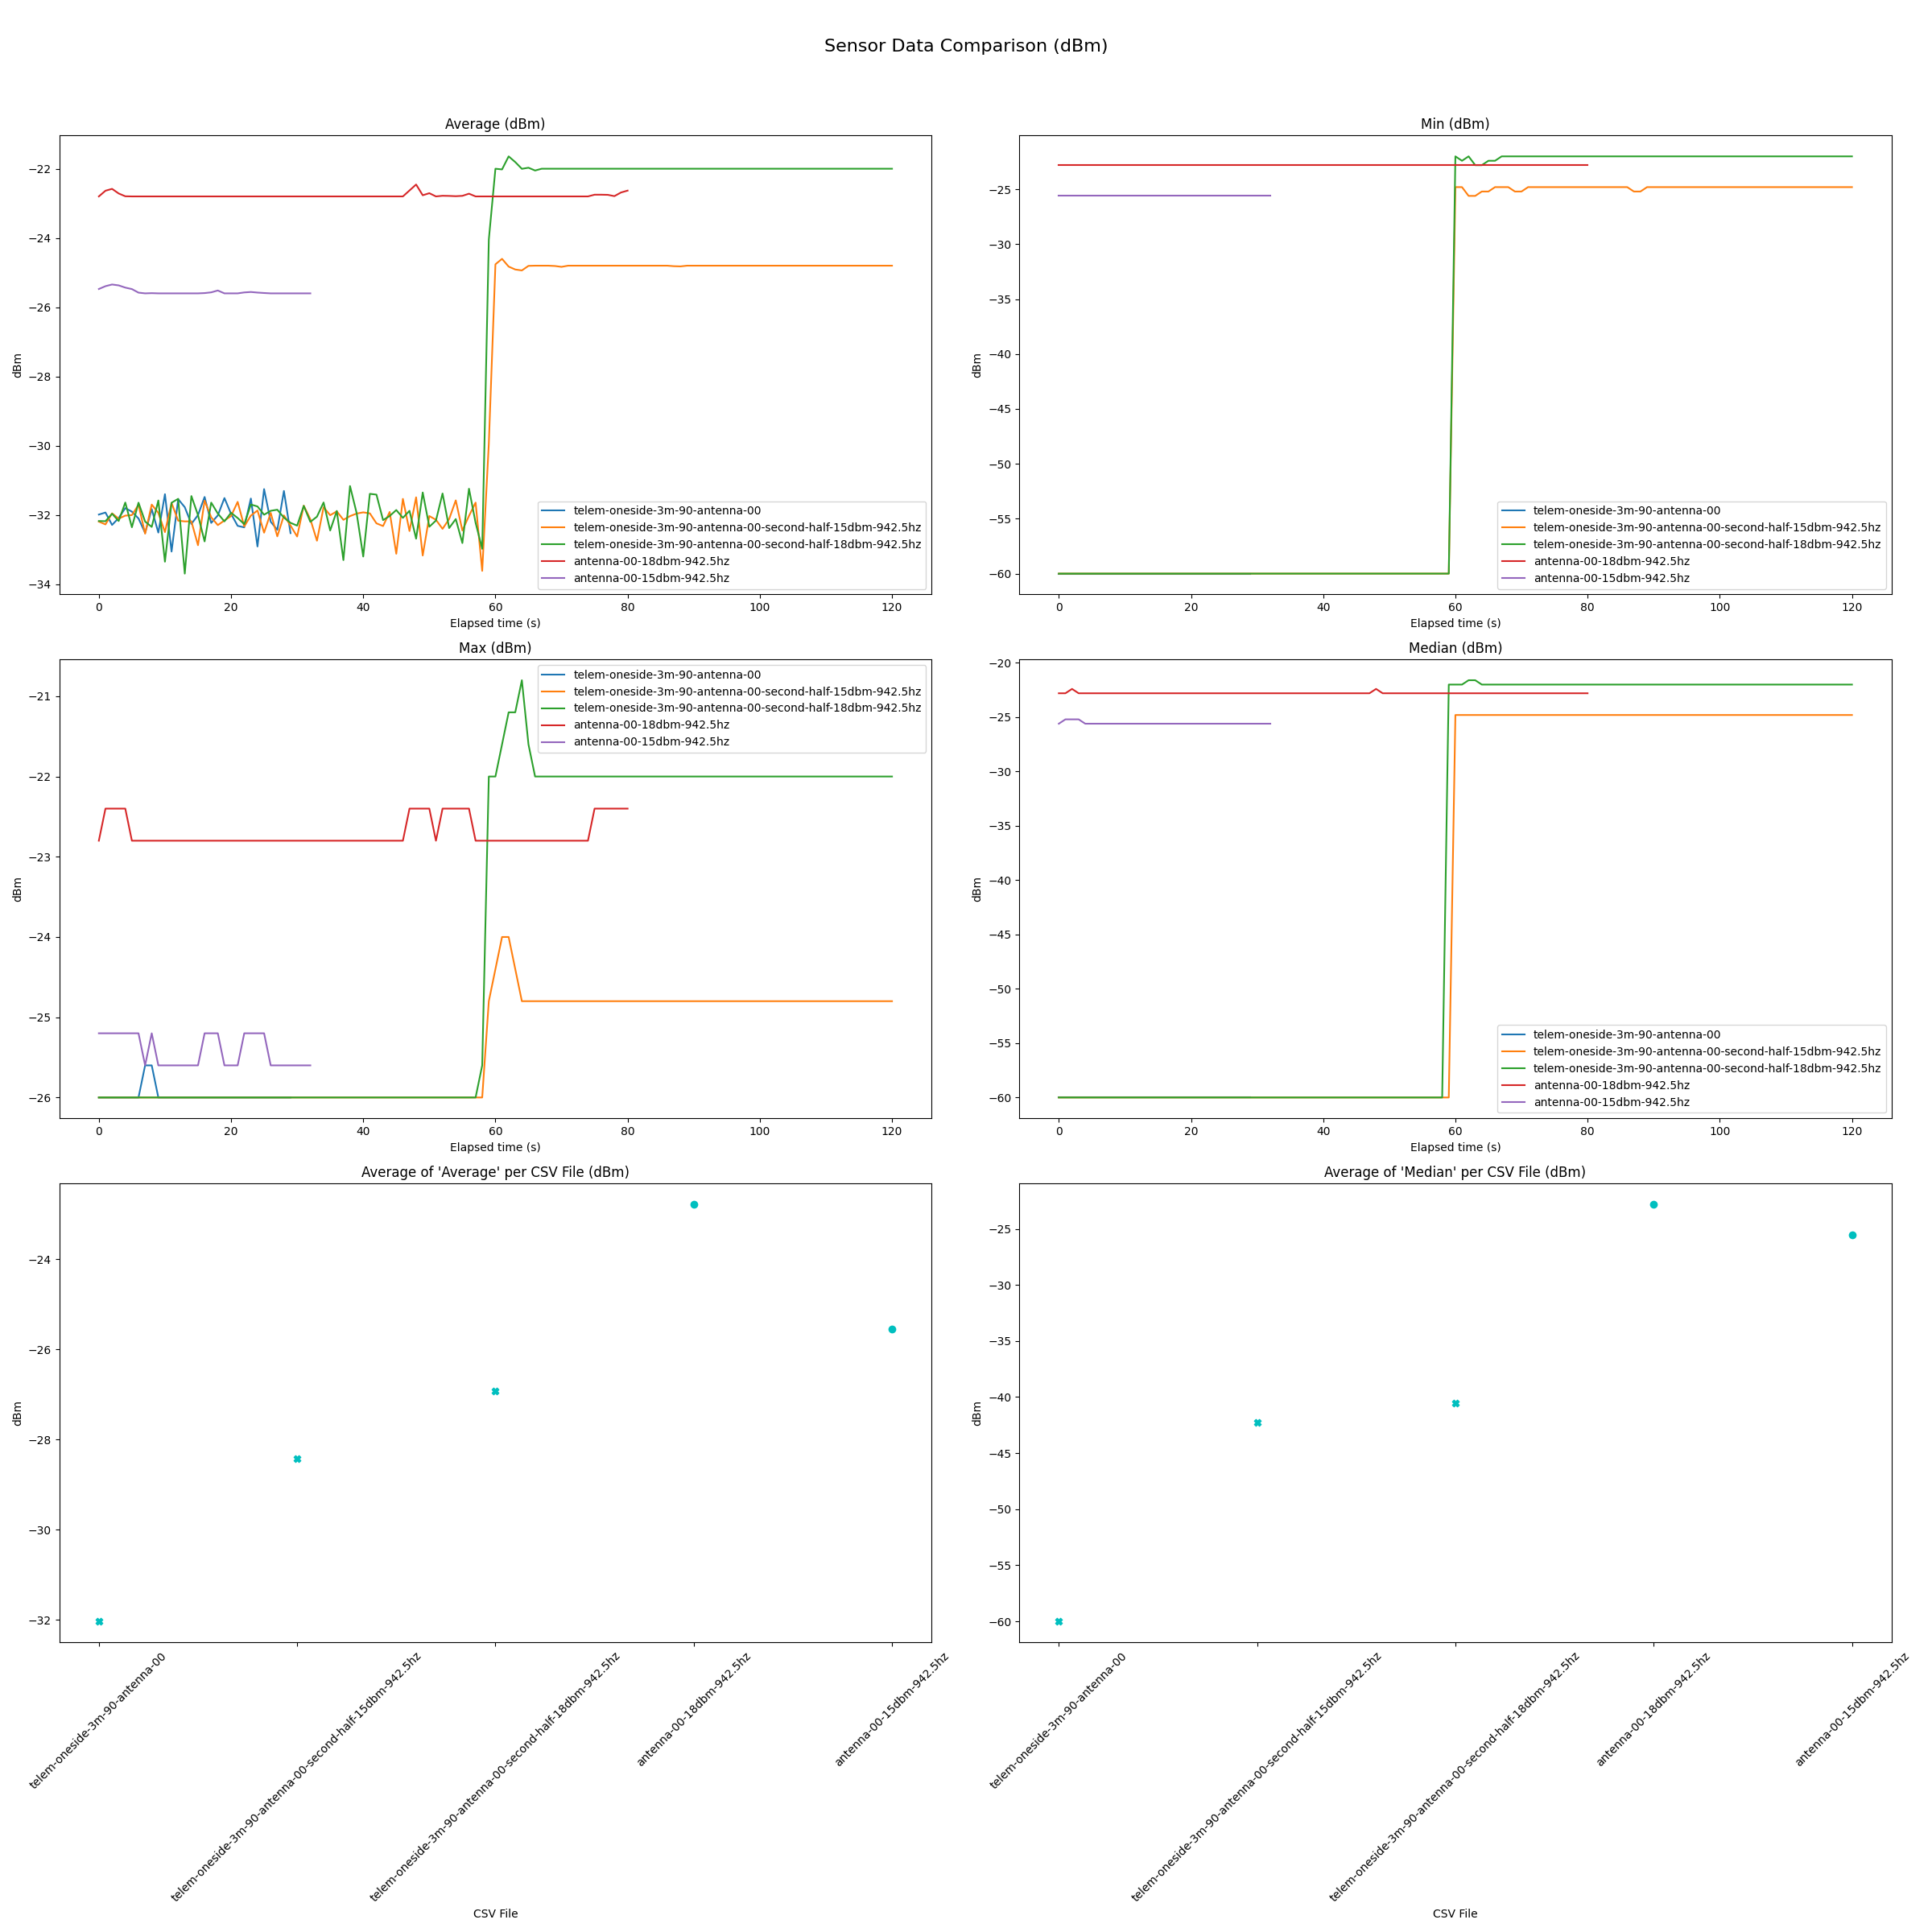 Sensor Data Comparison (dBm)
Average (dBm)
−22
−24
−26
−28
−30
−32
−34
dBm
0 20 40 60 80 100 120
Elapsed time (s)
telem-oneside-3m-90-antenna-00
telem-oneside-3m-90-antenna-00-second-half-15dbm-942.5hz
telem-oneside-3m-90-antenna-00-second-half-18dbm-942.5hz
antenna-00-18dbm-942.5hz
antenna-00-15dbm-942.5hz
Min (dBm)
−25
−30
−35
−40
−45
−50
−55
−60
dBm
0 20 40 60 80 100 120
Elapsed time (s)
telem-oneside-3m-90-antenna-00
telem-oneside-3m-90-antenna-00-second-half-15dbm-942.5hz
telem-oneside-3m-90-antenna-00-second-half-18dbm-942.5hz
antenna-00-18dbm-942.5hz
antenna-00-15dbm-942.5hz
Max (dBm)
−21
−22
−23
−24
−25
−26
dBm
0 20 40 60 80 100 120
Elapsed time (s)
telem-oneside-3m-90-antenna-00
telem-oneside-3m-90-antenna-00-second-half-15dbm-942.5hz
telem-oneside-3m-90-antenna-00-second-half-18dbm-942.5hz
antenna-00-18dbm-942.5hz
antenna-00-15dbm-942.5hz
Median (dBm)
−20
−25
−30
−35
−40
−45
−50
−55
−60
dBm
0 20 40 60 80 100 120
Elapsed time (s)
telem-oneside-3m-90-antenna-00
telem-oneside-3m-90-antenna-00-second-half-15dbm-942.5hz
telem-oneside-3m-90-antenna-00-second-half-18dbm-942.5hz
antenna-00-18dbm-942.5hz
antenna-00-15dbm-942.5hz
Average of 'Average' per CSV File (dBm)
−24
−26
−28
−30
−32
dBm
telem-oneside-3m-90-antenna-00
telem-oneside-3m-90-antenna-00-second-half-15dbm-942.5hz
telem-oneside-3m-90-antenna-00-second-half-18dbm-942.5hz
antenna-00-18dbm-942.5hz
antenna-00-15dbm-942.5hz
CSV File
Average of 'Median' per CSV File (dBm)
−25
−30
−35
−40
−45
−50
−55
−60
dBm
telem-oneside-3m-90-antenna-00
telem-oneside-3m-90-antenna-00-second-half-15dbm-942.5hz
telem-oneside-3m-90-antenna-00-second-half-18dbm-942.5hz
antenna-00-18dbm-942.5hz
antenna-00-15dbm-942.5hz
CSV File